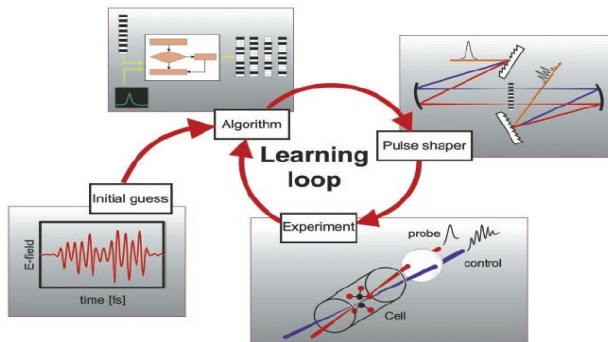 Algorithm
Learning
loop
Pulse shaper
Initial guess
Experiment
E-field
time [fs]
probe
control
Cell